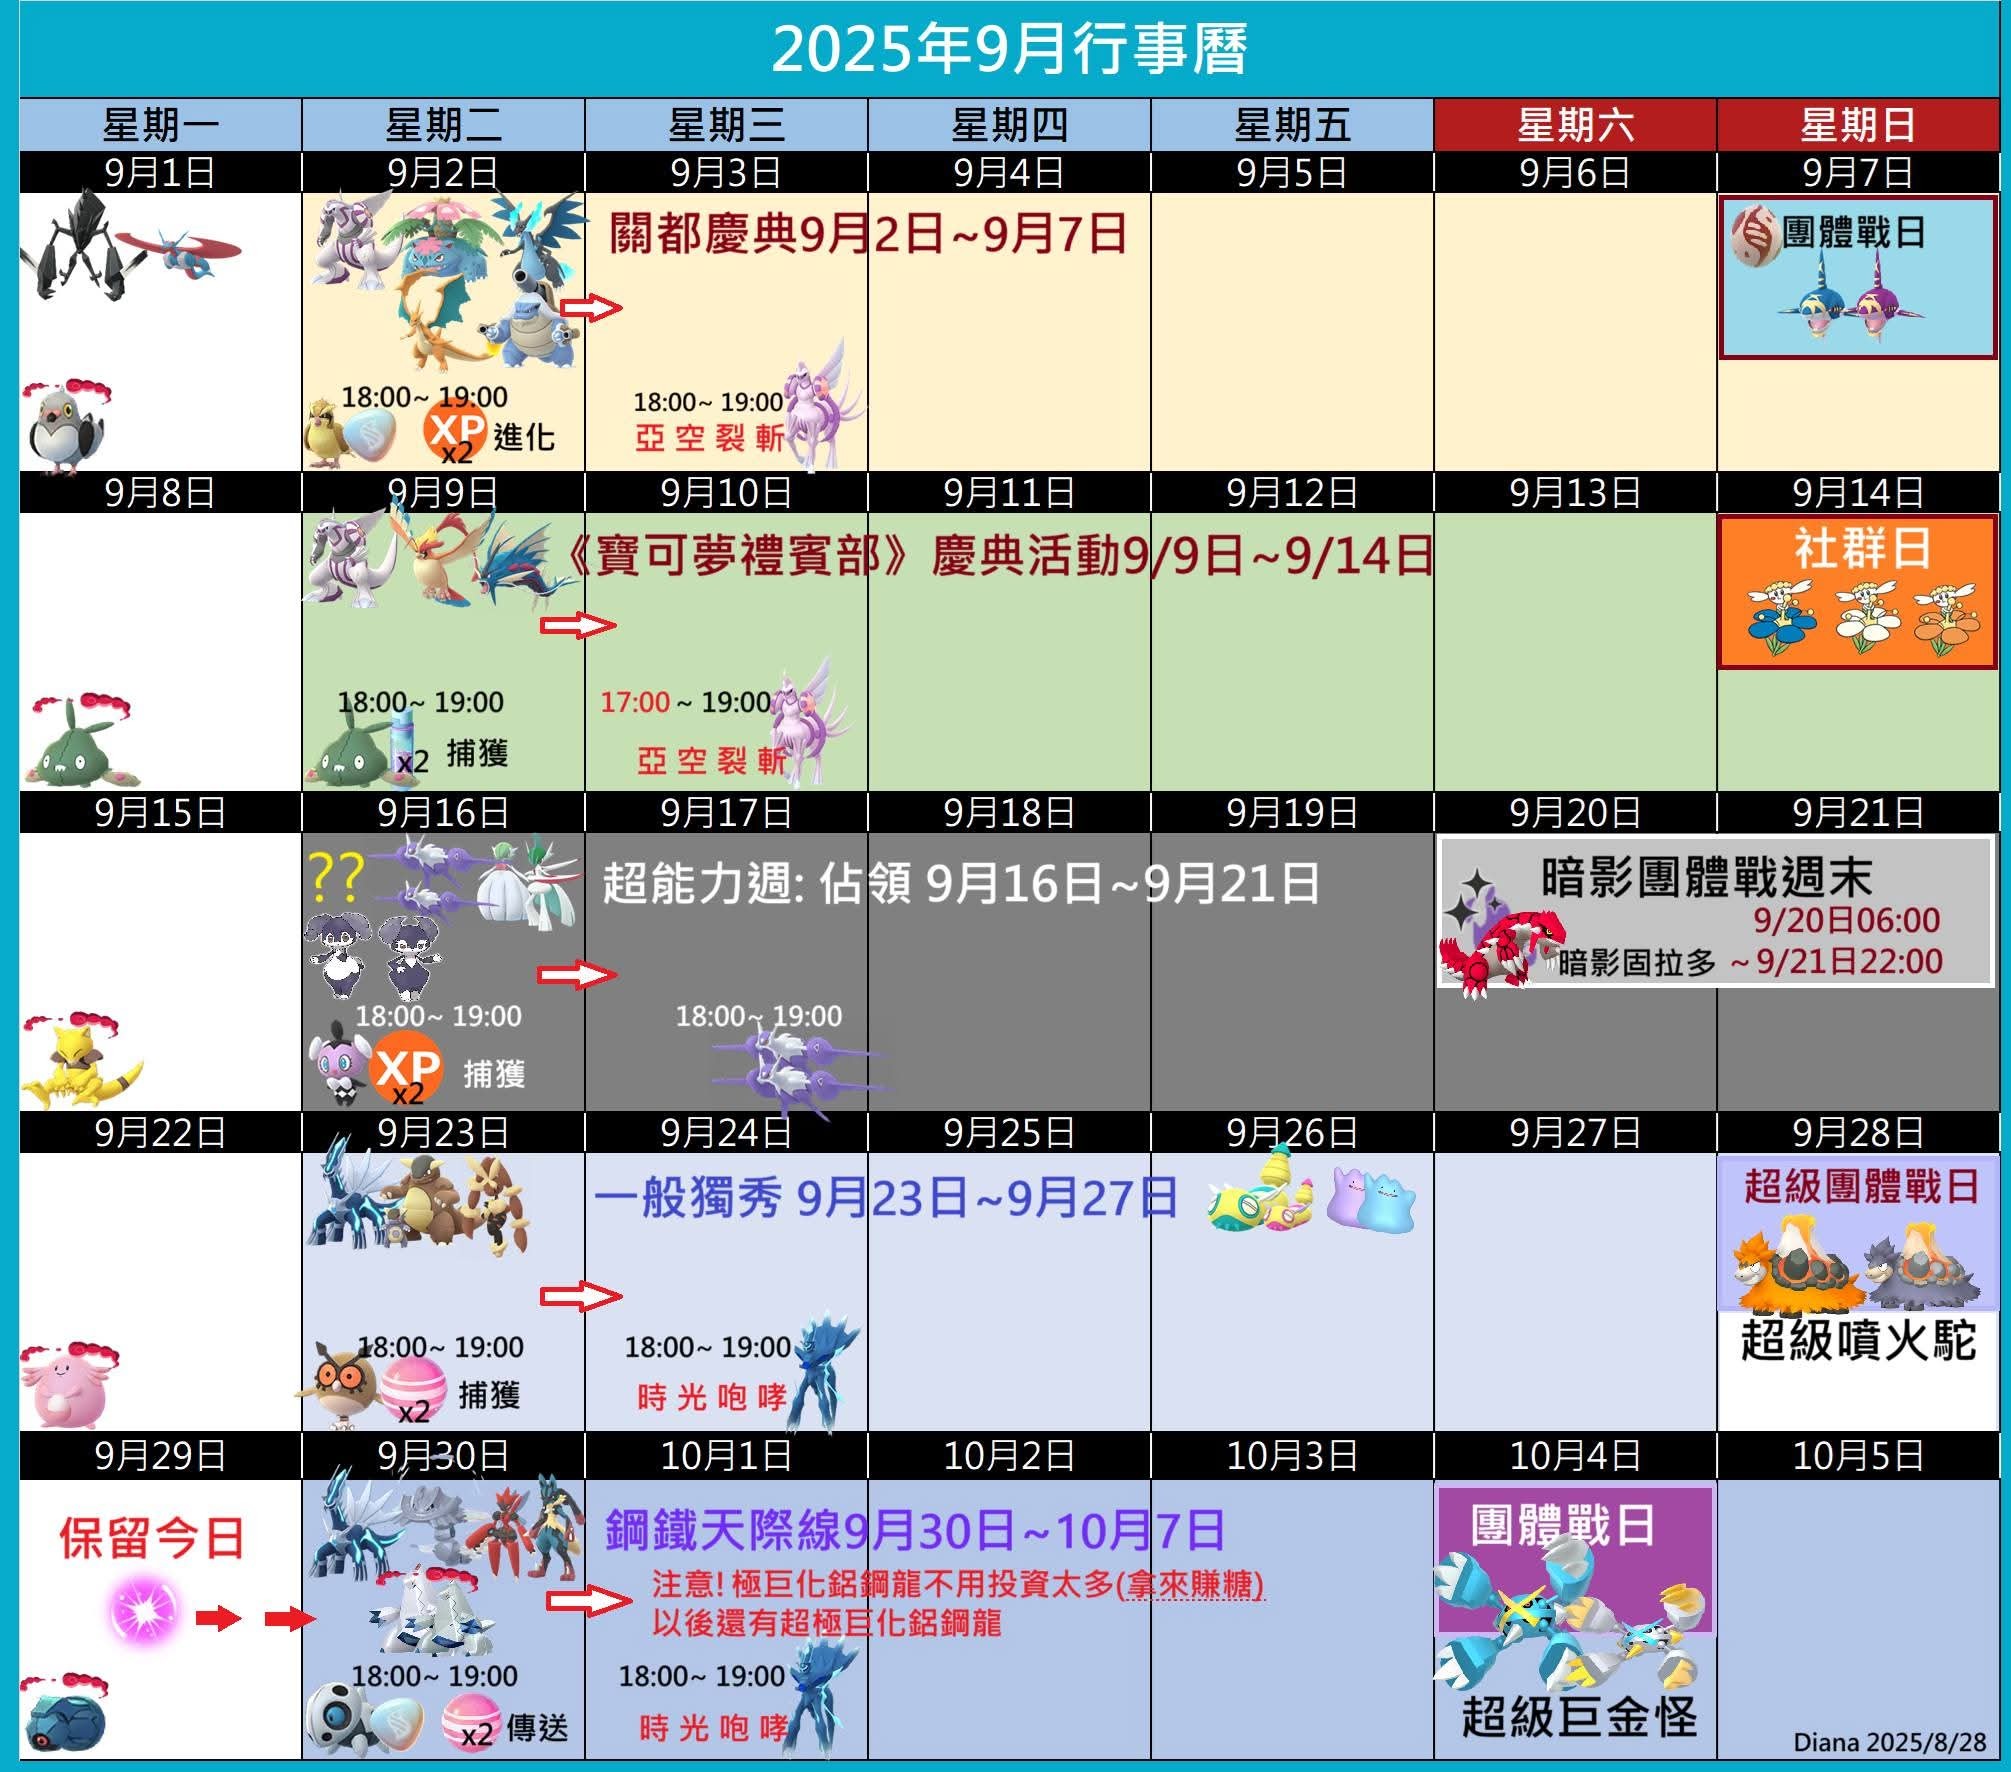 2025年9月行事曆
星期一 星期二 星期三 星期四 星期五 星期六 星期日
9月1日 9月2日 9月3日 9月4日 9月5日 9月6日 9月7日
關都慶典9月2日~9月7日
團體戰日
18:00~ 19:00
XP
x2
進化
18:00~ 19:00
亞空裂斬
9月8日 9月9日 9月10日 9月11日 9月12日 9月13日 9月14日
《寶可夢禮賓部》慶典活動9/9日~9/14日
社群日
18:00~ 19:00
x2 捕獲
17:00 ~ 19:00
亞空裂斬
9月15日 9月16日 9月17日 9月18日 9月19日 9月20日 9月21日
??
超能力週: 佔領 9月16日~9月21日
暗影團體戰週末
9/20日06:00
暗影固拉多 ~9/21日22:00
18:00~ 19:00
XP
x2
捕獲
18:00~ 19:00
9月22日 9月23日 9月24日 9月25日 9月26日 9月27日 9月28日
一般獨秀 9月23日~9月27日
超級團體戰日
超級噴火駝
18:00~ 19:00
x2 捕獲
18:00~ 19:00
時光咆哮
9月29日 9月30日 10月1日 10月2日 10月3日 10月4日 10月5日
保留今日
鋼鐵天際線9月30日~10月7日
注意! 極巨化鋁鋼龍不用投資太多(拿來賺糖)
以後還有超極巨化鋁鋼龍
團體戰日
超級巨金怪
18:00~ 19:00
x2 傳送
18:00~ 19:00
時光咆哮
Diana 2025/8/28